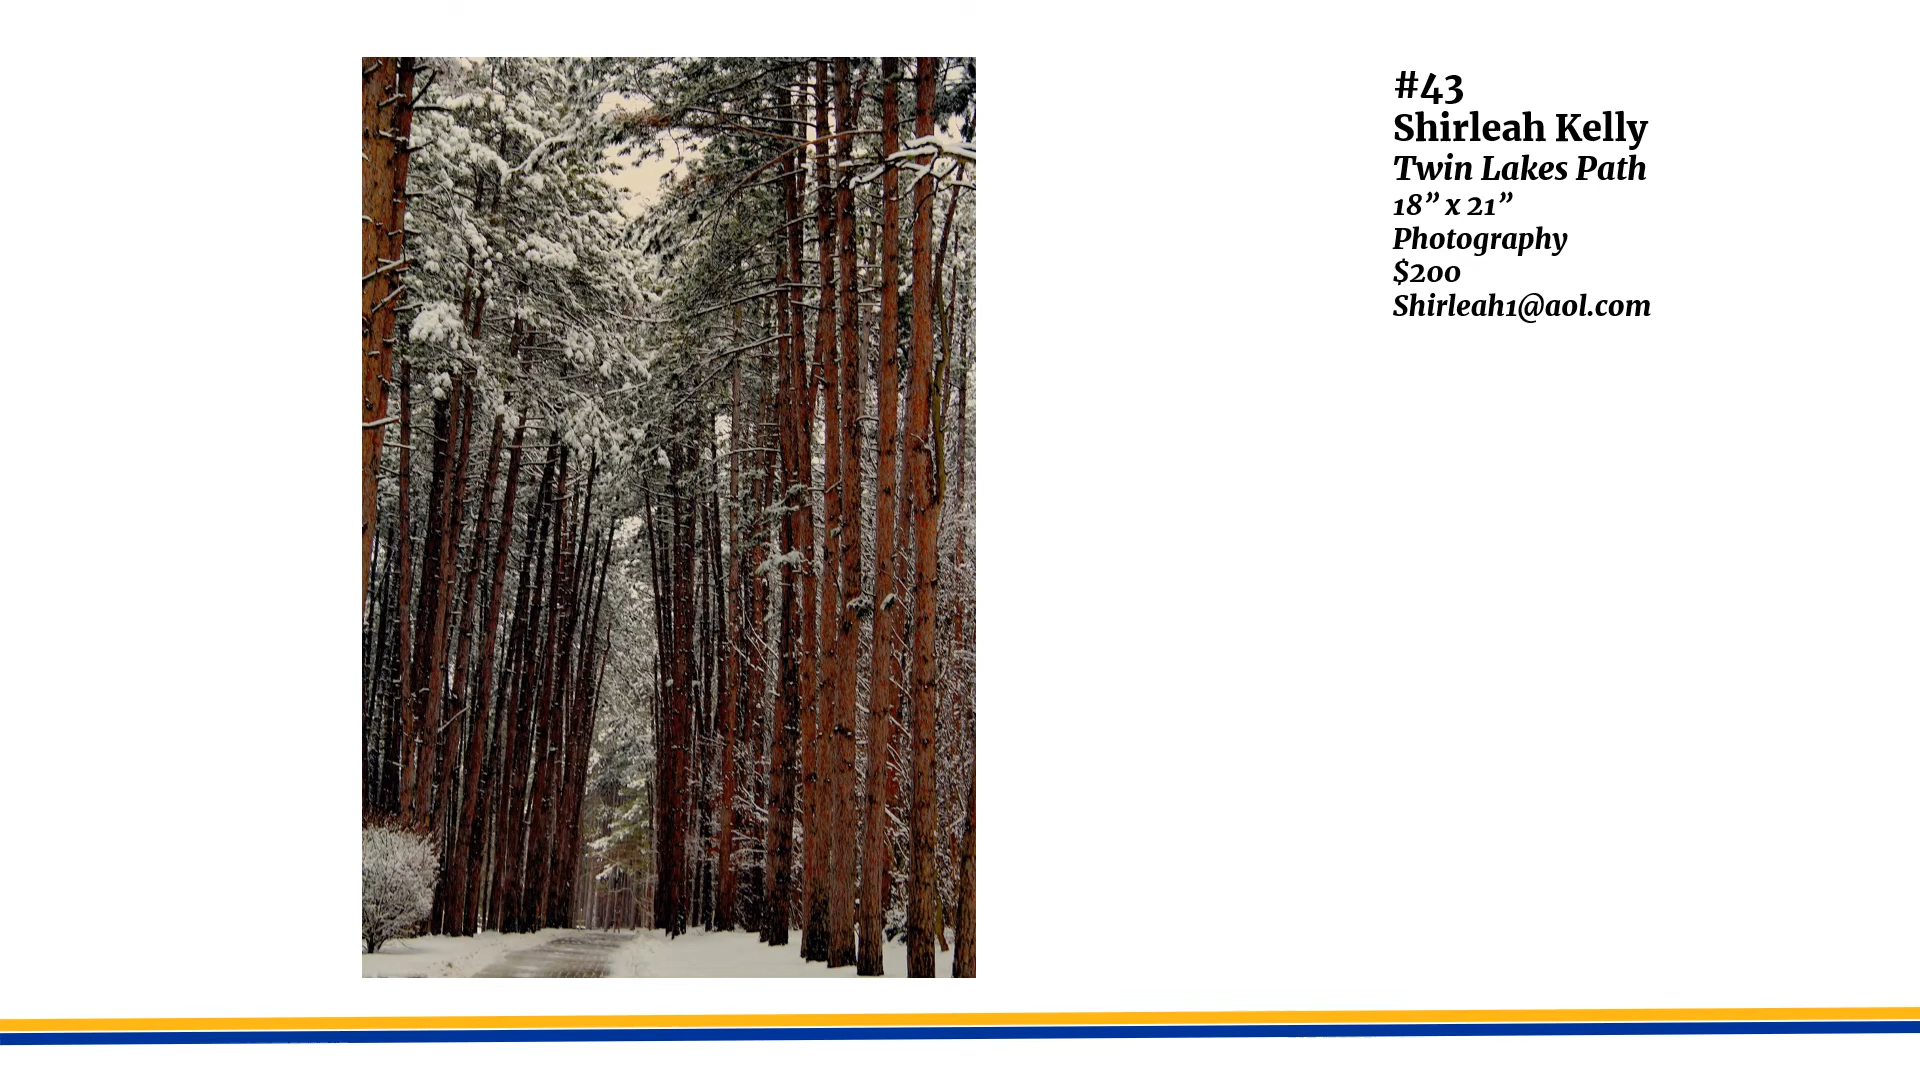 #43
Shirleah Kelly
Twin Lakes Path
18” x 21”
Photography
$200
Shirleah1@aol.com